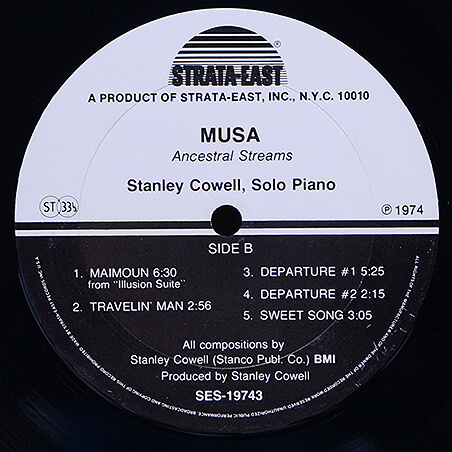 STRATA-EAST
®
A PRODUCT OF STRATA-EAST, INC., N.Y.C. 10010
MUSA
Ancestral Streams
Stanley Cowell, Solo Piano
ST 33⅓
℗ 1974
SIDE B
1. MAIMOUN 6:30
from "Illusion Suite"
2. TRAVELIN' MAN 2:56
3. DEPARTURE #1 5:25
4. DEPARTURE #2 2:15
5. SWEET SONG 3:05
All compositions by
Stanley Cowell (Stanco Publ. Co.) BMI
Produced by Stanley Cowell
SES-19743